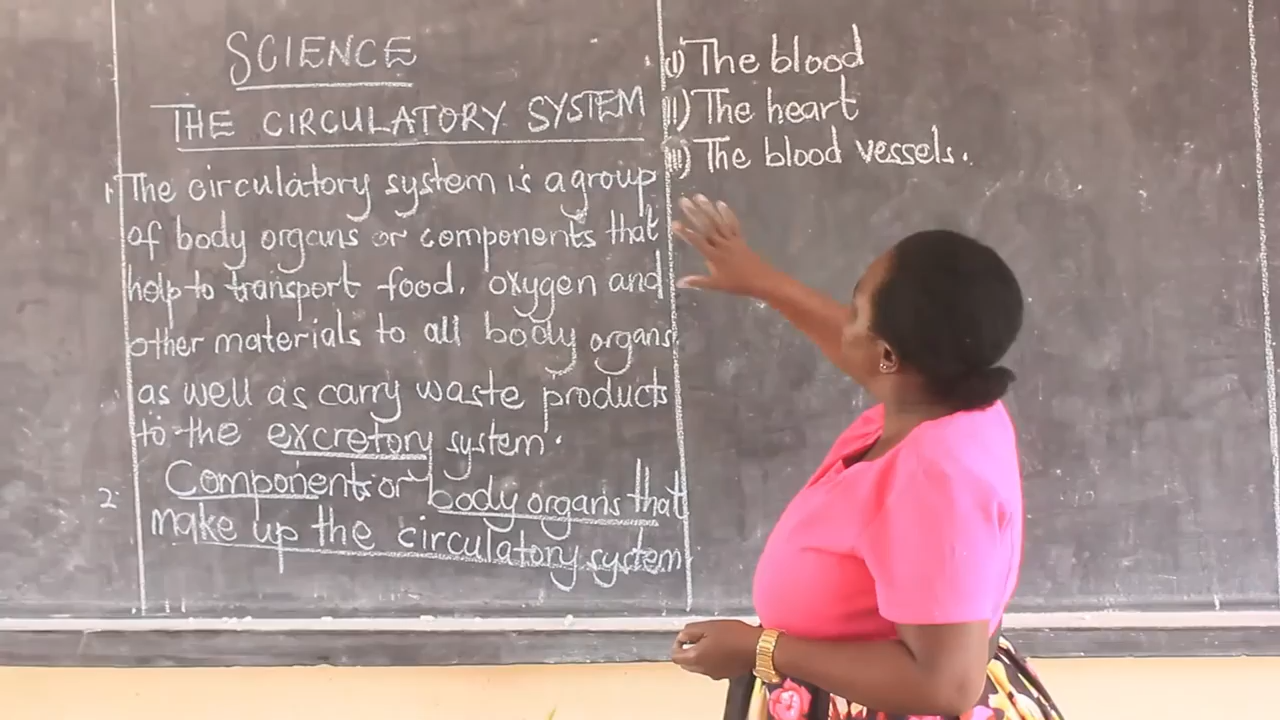 SCIENCE
THE CIRCULATORY SYSTEM
1 The circulatory system is a group
of body organs or components that
help to transport food, oxygen and
other materials to all body organs
as well as carry waste products
to the excretory system.
2. Components or body organs that
make up the circulatory system
i) The blood
ii) The heart
iii) The blood vessels.